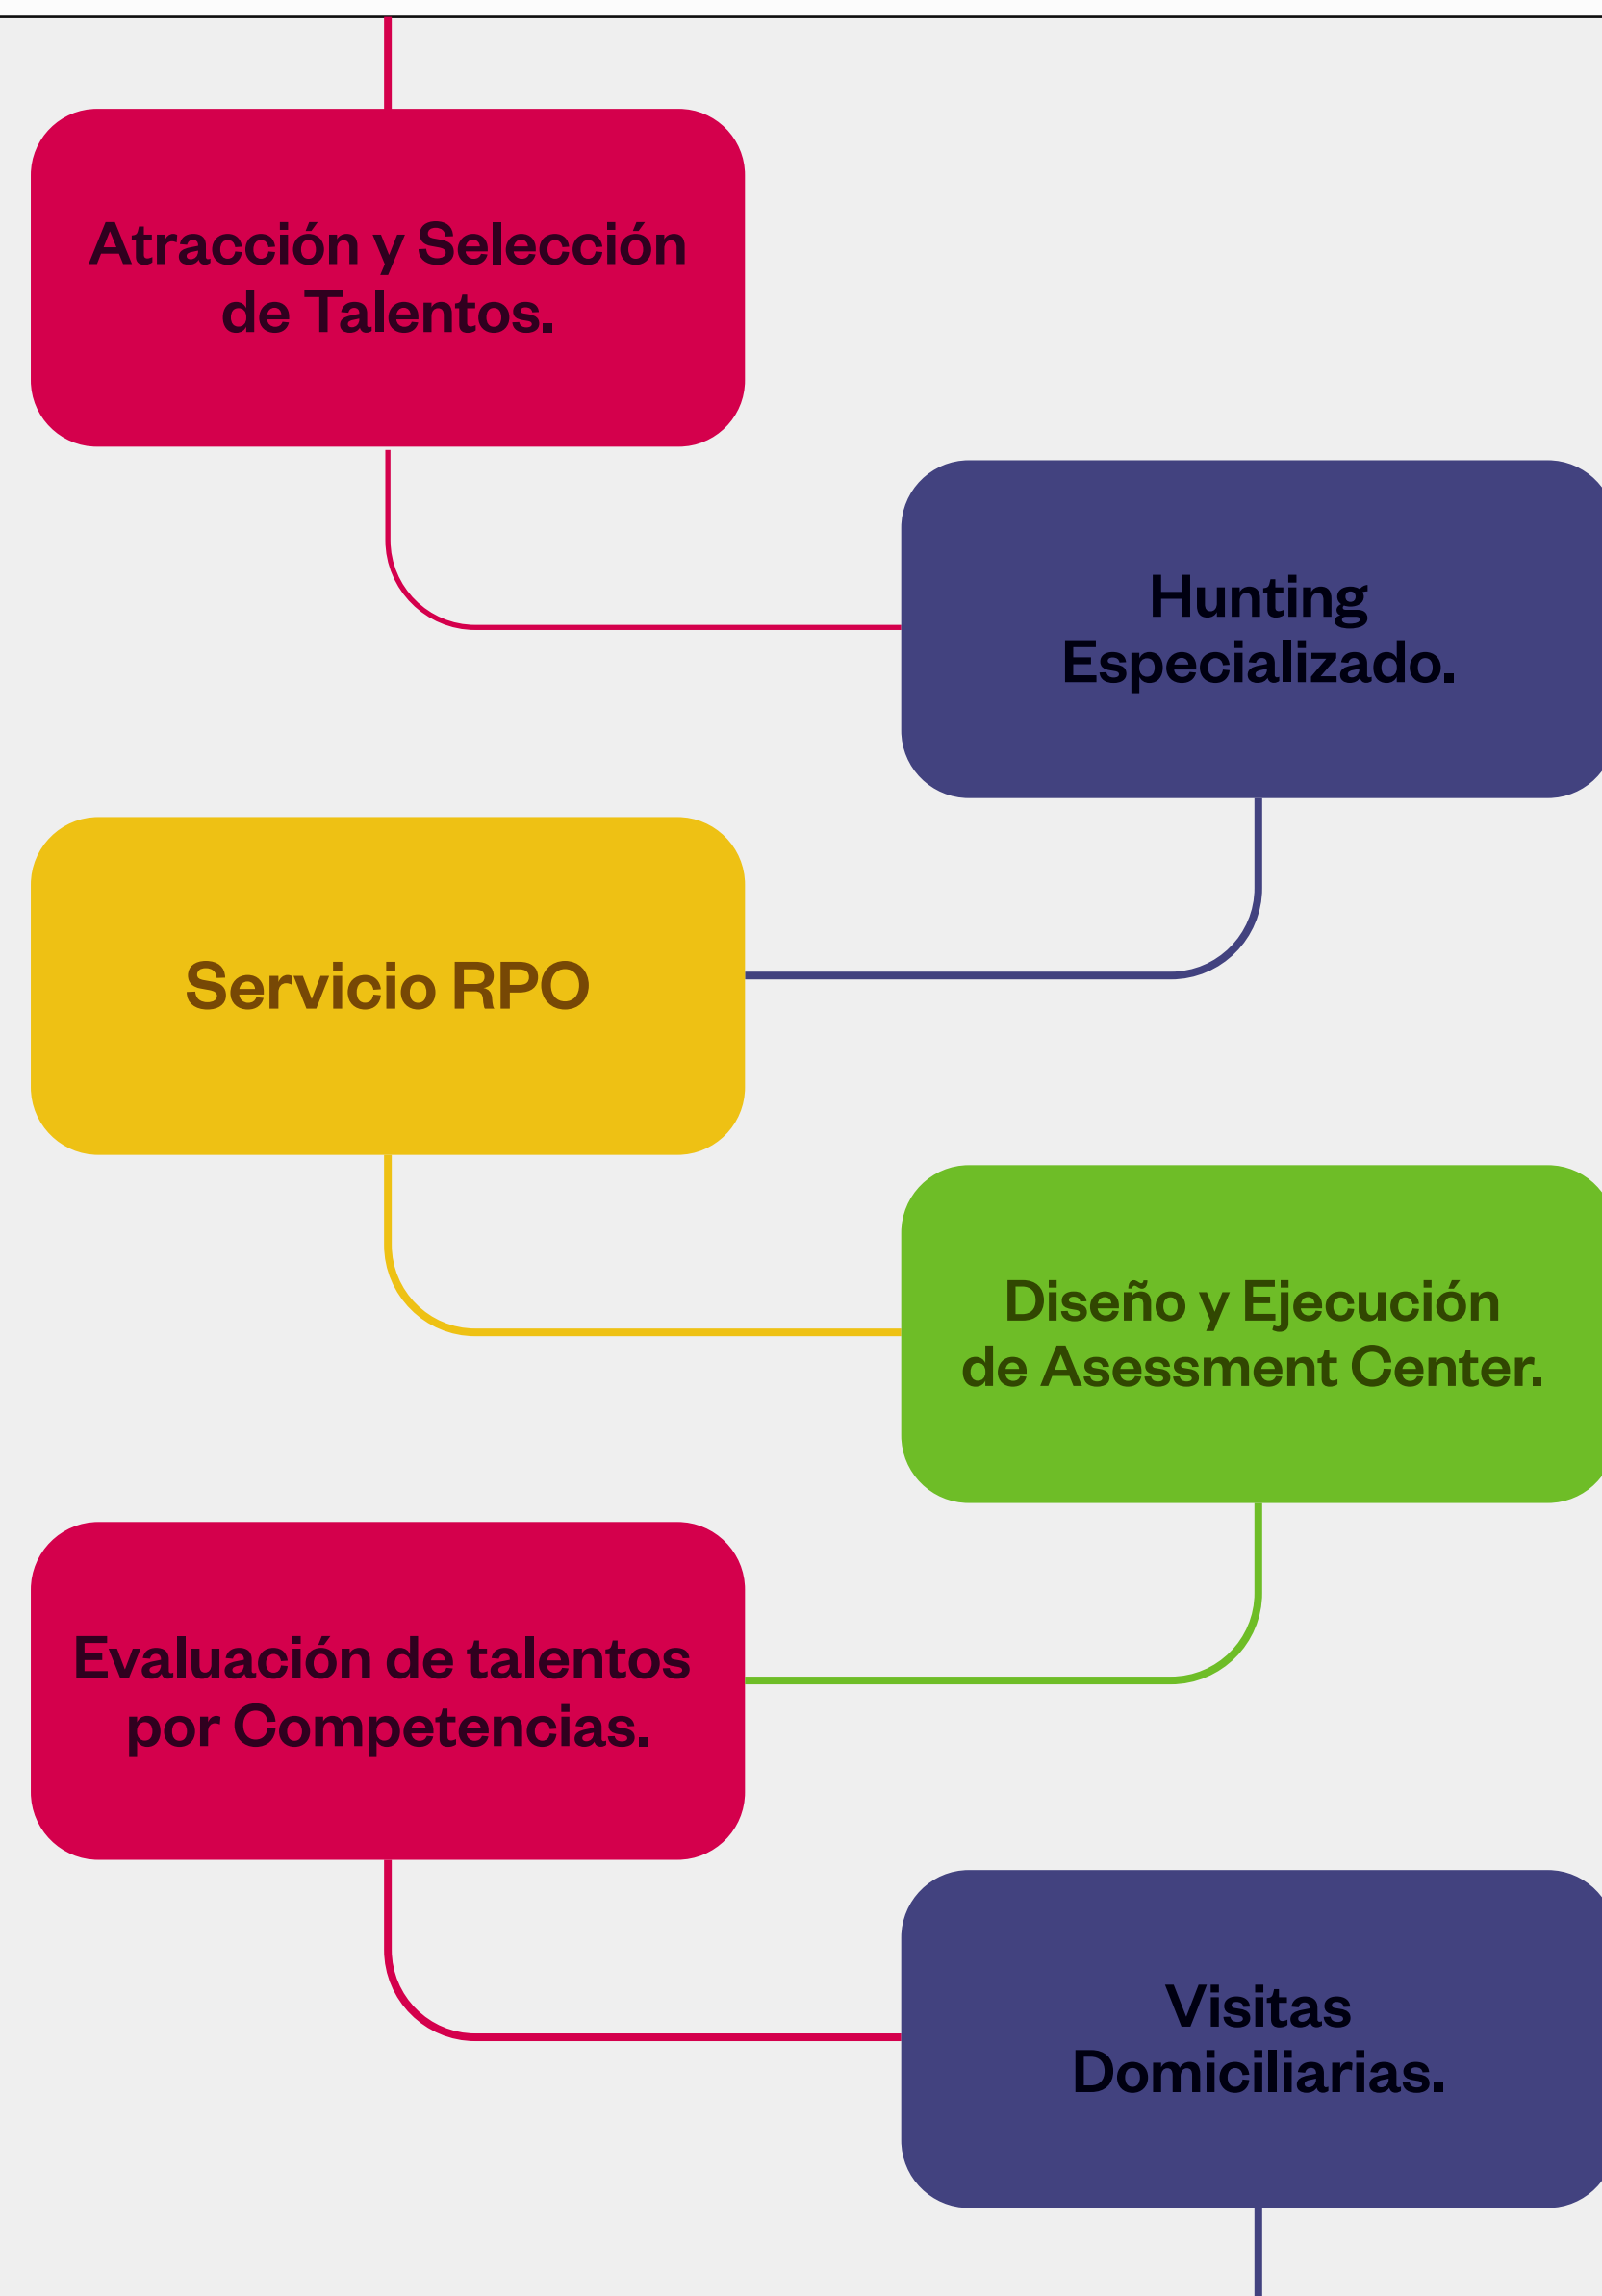 Atracción y Selección
de Talentos.
Hunting
Especializado.
Servicio RPO
Diseño y Ejecución
de Asessment Center.
Evaluación de talentos
por Competencias.
Visitas
Domiciliarias.